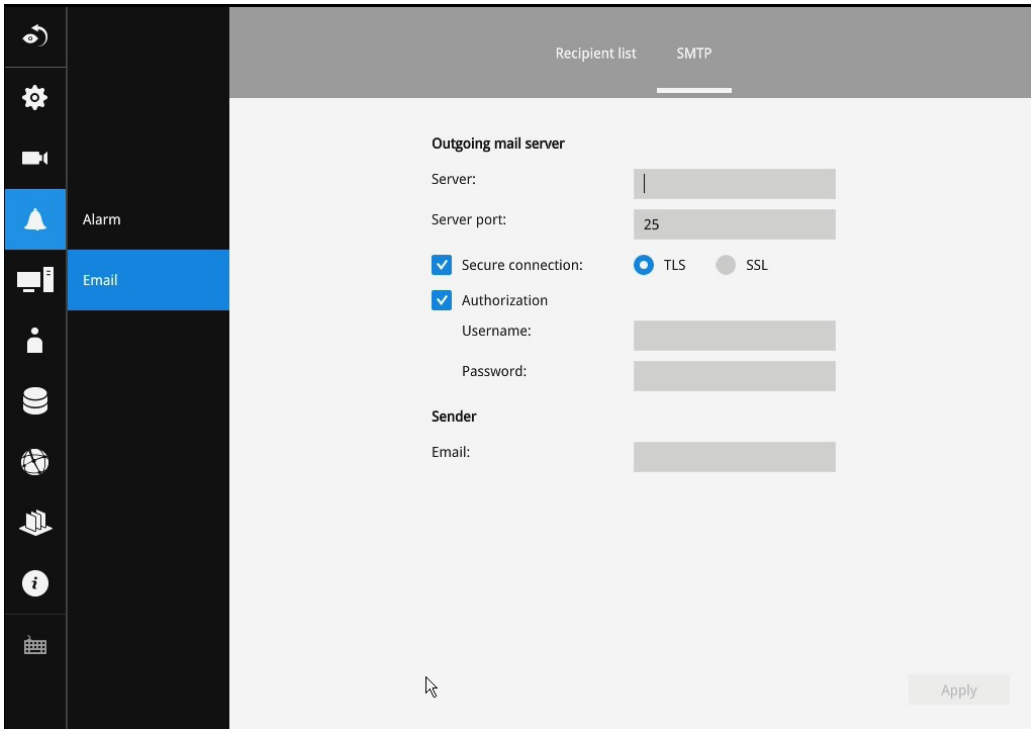 Recipient list SMTP
Outgoing mail server
Server:
Server port: 25
Secure connection: TLS SSL
Authorization
Username:
Password:
Sender
Email:
Apply
Alarm
Email